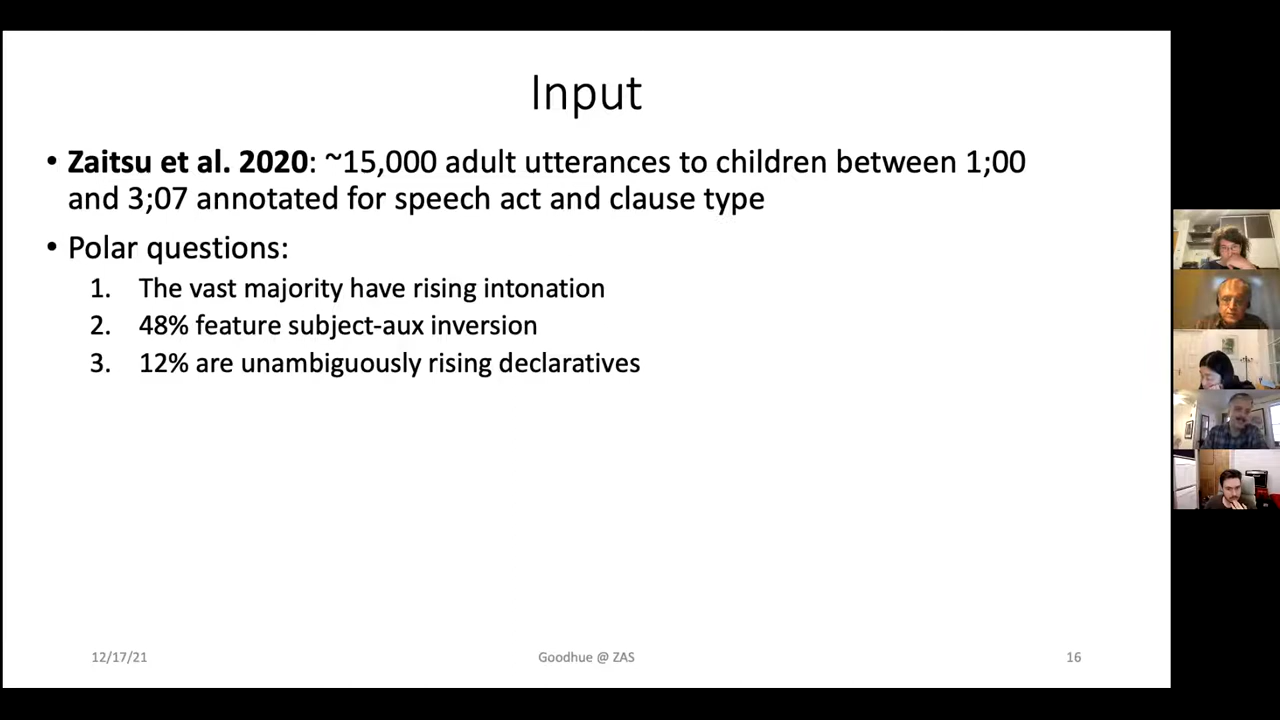 Input
• Zaitsu et al. 2020: ~15,000 adult utterances to children between 1;00
and 3;07 annotated for speech act and clause type
• Polar questions:
1. The vast majority have rising intonation
2. 48% feature subject-aux inversion
3. 12% are unambiguously rising declaratives
12/17/21 Goodhue @ ZAS 16